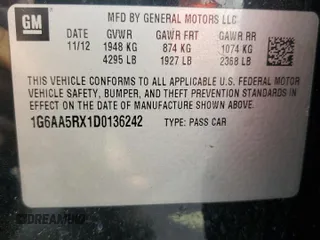 GM
MFD BY GENERAL MOTORS LLC
DATE GVWR GAWR FRT GAWR RR
11/12 1948 KG 874 KG 1074 KG
4295 LB 1927 LB 2368 LB
THIS VEHICLE CONFORMS TO ALL APPLICABLE U.S. FEDERAL MOTOR
VEHICLE SAFETY, BUMPER, AND THEFT PREVENTION STANDARDS
IN EFFECT ON THE DATE OF MANUFACTURE SHOWN ABOVE.
1G6AA5RX1D0136242 TYPE: PASS CAR